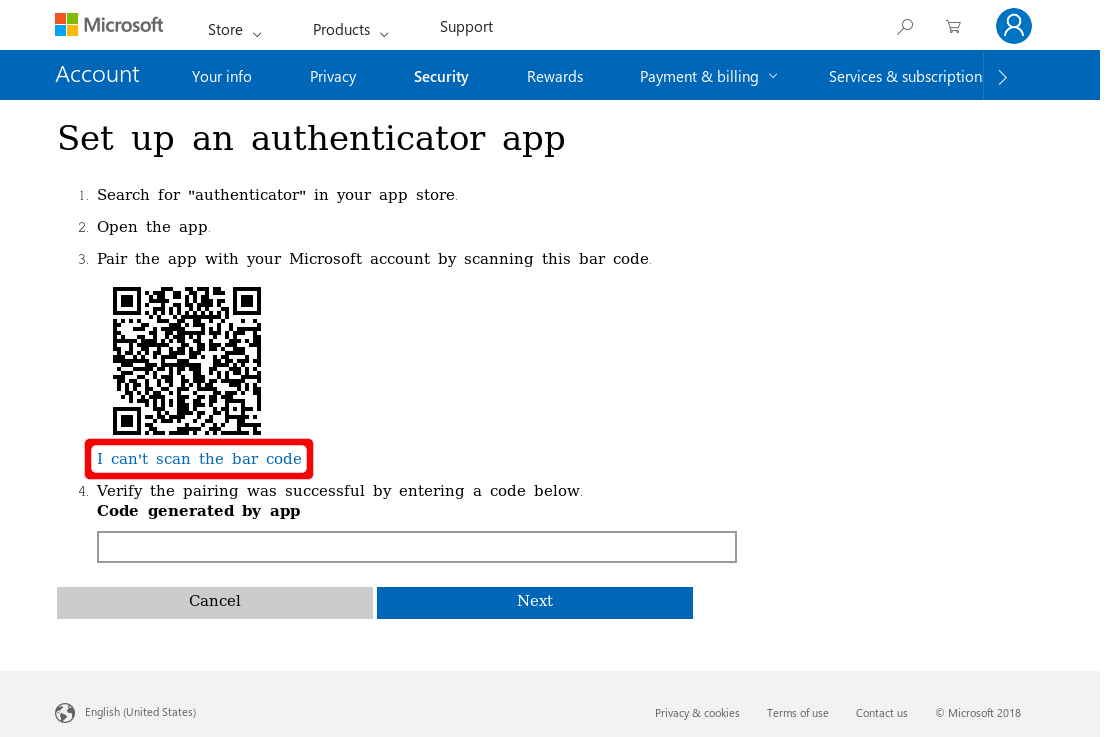 Microsoft Store Products Support
Account Your info Privacy Security Rewards Payment & billing Services & subscription
Set up an authenticator app
1. Search for "authenticator" in your app store.
2. Open the app.
3. Pair the app with your Microsoft account by scanning this bar code.
I can't scan the bar code
4. Verify the pairing was successful by entering a code below.
Code generated by app
Cancel Next
English (United States) Privacy & cookies Terms of use Contact us © Microsoft 2018